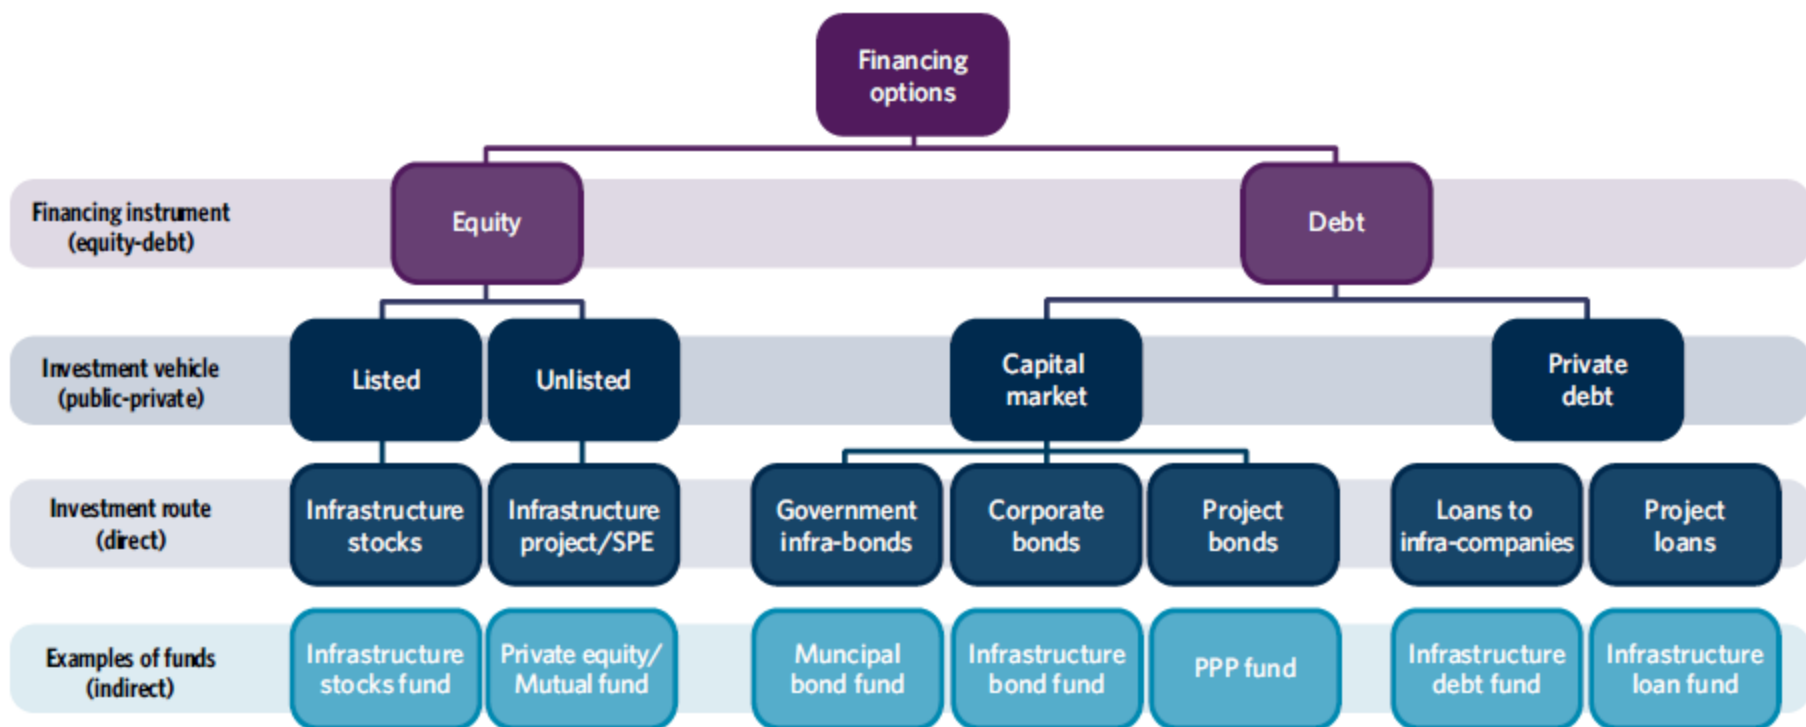 Financing
options
Financing instrument
(equity-debt)
Equity
Debt
Investment vehicle
(public-private)
Listed
Unlisted
Capital
market
Private
debt
Investment route
(direct)
Infrastructure
stocks
Infrastructure
project/SPE
Government
infra-bonds
Corporate
bonds
Project
bonds
Loans to
infra-companies
Project
loans
Examples of funds
(indirect)
Infrastructure
stocks fund
Private equity/
Mutual fund
Muncipal
bond fund
Infrastructure
bond fund
PPP fund
Infrastructure
debt fund
Infrastructure
loan fund